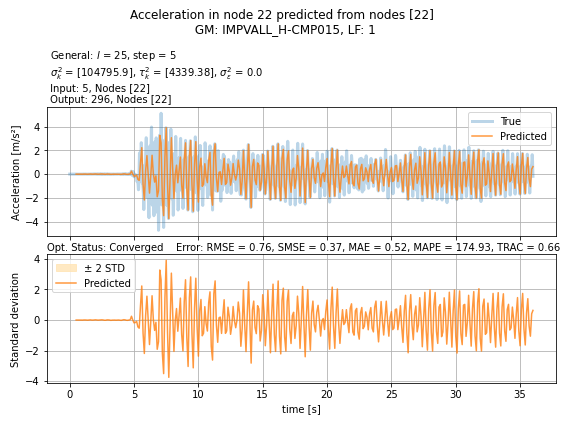 Acceleration in node 22 predicted from nodes [22]
GM: IMPVALL_H-CMP015, LF: 1
General: l = 25, step = 5
σ²ₖ = [104795.9], τ²ₖ = [4339.38], σ²ε = 0.0
Input: 5, Nodes [22]
Output: 296, Nodes [22]
Acceleration [m/s²]
4
2
0
−2
−4
True
Predicted
Opt. Status: Converged Error: RMSE = 0.76, SMSE = 0.37, MAE = 0.52, MAPE = 174.93, TRAC = 0.66
Standard deviation
4
2
0
−2
−4
± 2 STD
Predicted
0 5 10 15 20 25 30 35
time [s]